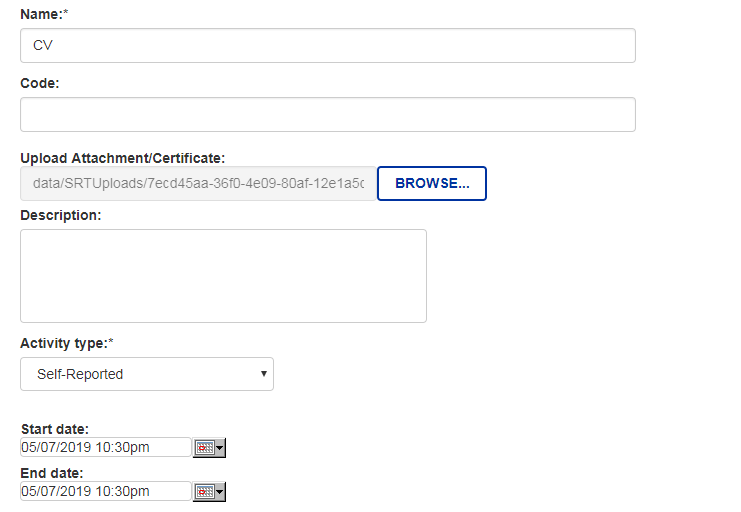 Name:*
CV
Code:
Upload Attachment/Certificate:
data/SRTUploads/7ecd45aa-36f0-4e09-80af-12e1a5c
BROWSE...
Description:
Activity type:*
Self-Reported
Start date:
05/07/2019 10:30pm
End date:
05/07/2019 10:30pm